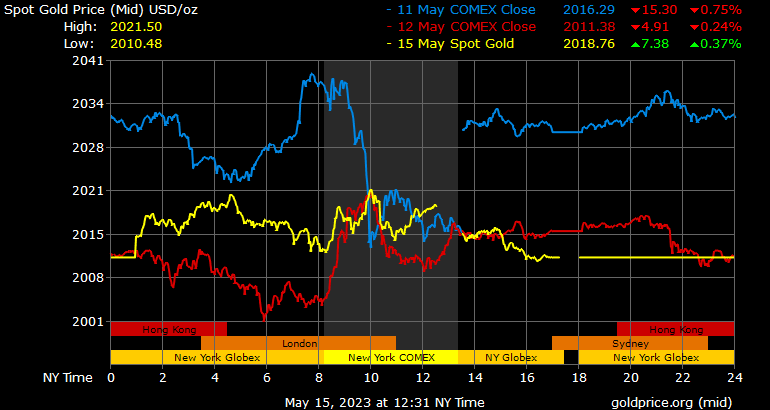 Spot Gold Price (Mid) USD/oz - 11 May COMEX Close 2016.29 ▼15.30 ▼0.75%
High: 2021.50 - 12 May COMEX Close 2011.38 ▼4.91 ▼0.24%
Low: 2010.48 - 15 May Spot Gold 2018.76 ▲7.38 ▲0.37%
2041
2034
2028
2021
2015
2008
2001
Hong Kong Hong Kong
London Sydney
New York Globex New York COMEX NY Globex New York Globex
NY Time 0 2 4 6 8 10 12 14 16 18 20 22 24
May 15, 2023 at 12:31 NY Time goldprice.org (mid)